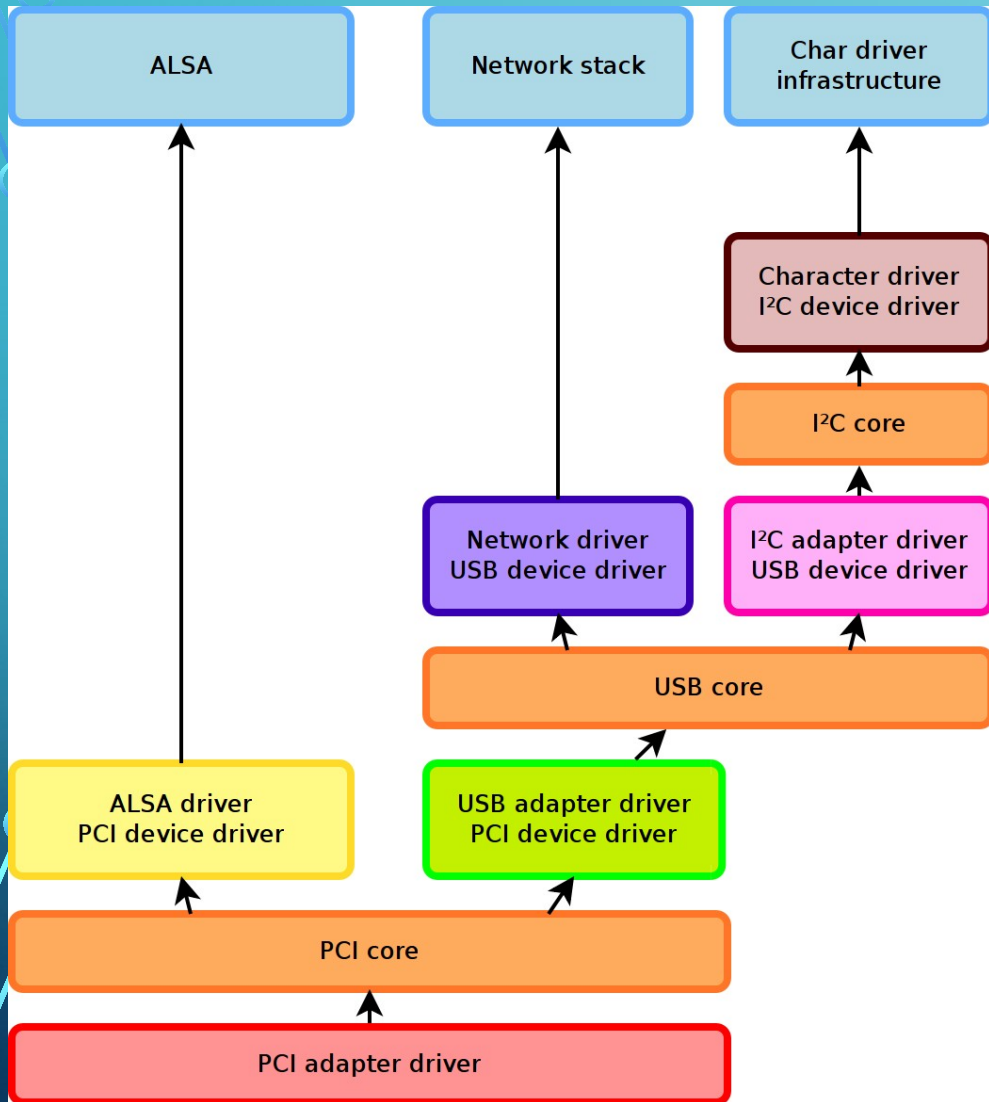 ALSA
Network stack
Char driver
infrastructure
Character driver
I²C device driver
I²C core
Network driver
USB device driver
I²C adapter driver
USB device driver
USB core
ALSA driver
PCI device driver
USB adapter driver
PCI device driver
PCI core
PCI adapter driver